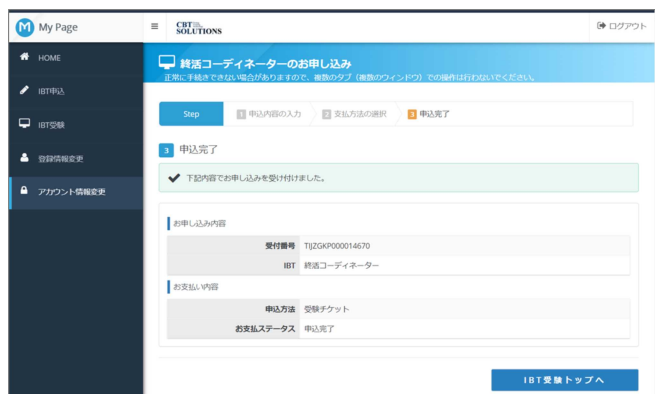 M My Page
CBT
SOLUTIONS
ログアウト
HOME
IBT申込
IBT受験
登録情報変更
アカウント情報変更
終活コーディネーターのお申し込み
正常に手続きできない場合がありますので、複数のタブ（複数のウィンドウ）での操作は行わないでください。
Step 1 申込内容の入力 2 支払方法の選択 3 申込完了
3 申込完了
下記内容でお申し込みを受け付けました。
お申し込み内容
受付番号 TIJZGKP000014670
IBT 終活コーディネーター
お支払い内容
申込方法 受験チケット
お支払ステータス 申込完了
IBT受験トップへ